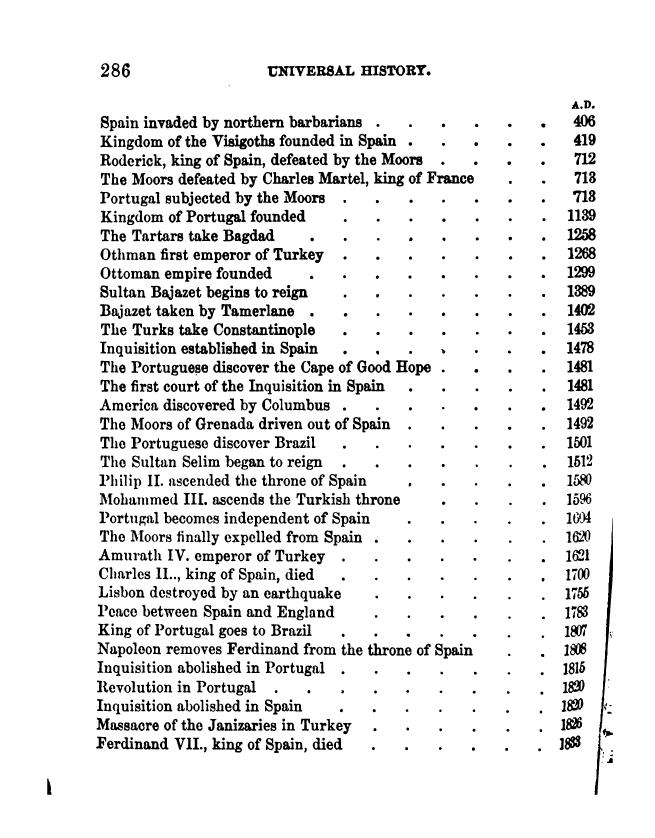 286 UNIVERSAL HISTORY.
A.D.
Spain invaded by northern barbarians . . . . . . 406
Kingdom of the Visigoths founded in Spain . . . . . 419
Roderick, king of Spain, defeated by the Moors . . . . 712
The Moors defeated by Charles Martel, king of France . . 713
Portugal subjected by the Moors . . . . . . . 713
Kingdom of Portugal founded . . . . . . . 1139
The Tartars take Bagdad . . . . . . . . 1258
Othman first emperor of Turkey . . . . . . . 1268
Ottoman empire founded . . . . . . . . 1299
Sultan Bajazet begins to reign . . . . . . . 1389
Bajazet taken by Tamerlane . . . . . . . . 1402
The Turks take Constantinople . . . . . . . 1453
Inquisition established in Spain . . . . . . . 1478
The Portuguese discover the Cape of Good Hope . . . . 1481
The first court of the Inquisition in Spain . . . . . 1481
America discovered by Columbus . . . . . . . 1492
The Moors of Grenada driven out of Spain . . . . . 1492
The Portuguese discover Brazil . . . . . . . 1501
The Sultan Selim began to reign . . . . . . . 1512
Philip II. ascended the throne of Spain . . . . . 1580
Mohammed III. ascends the Turkish throne . . . . 1596
Portugal becomes independent of Spain . . . . . 1604
The Moors finally expelled from Spain . . . . . . 1620
Amurath IV. emperor of Turkey . . . . . . . 1621
Charles II.., king of Spain, died . . . . . . . 1700
Lisbon destroyed by an earthquake . . . . . . 1755
Peace between Spain and England . . . . . . 1783
King of Portugal goes to Brazil . . . . . . . 1807
Napoleon removes Ferdinand from the throne of Spain . . 1808
Inquisition abolished in Portugal . . . . . . . 1815
Revolution in Portugal . . . . . . . . . 1820
Inquisition abolished in Spain . . . . . . . 1820
Massacre of the Janizaries in Turkey . . . . . . 1826
Ferdinand VII., king of Spain, died . . . . . . 1833